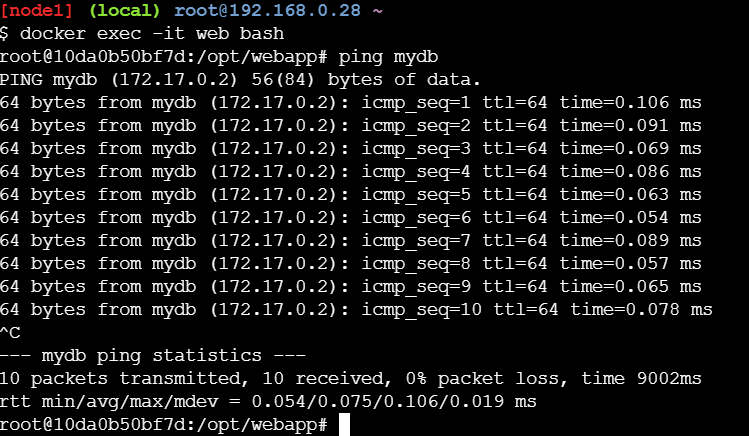 [node1] (local) root@192.168.0.28 ~
$ docker exec -it web bash
root@10da0b50bf7d:/opt/webapp# ping mydb
PING mydb (172.17.0.2) 56(84) bytes of data.
64 bytes from mydb (172.17.0.2): icmp_seq=1 ttl=64 time=0.106 ms
64 bytes from mydb (172.17.0.2): icmp_seq=2 ttl=64 time=0.091 ms
64 bytes from mydb (172.17.0.2): icmp_seq=3 ttl=64 time=0.069 ms
64 bytes from mydb (172.17.0.2): icmp_seq=4 ttl=64 time=0.086 ms
64 bytes from mydb (172.17.0.2): icmp_seq=5 ttl=64 time=0.063 ms
64 bytes from mydb (172.17.0.2): icmp_seq=6 ttl=64 time=0.054 ms
64 bytes from mydb (172.17.0.2): icmp_seq=7 ttl=64 time=0.089 ms
64 bytes from mydb (172.17.0.2): icmp_seq=8 ttl=64 time=0.057 ms
64 bytes from mydb (172.17.0.2): icmp_seq=9 ttl=64 time=0.065 ms
64 bytes from mydb (172.17.0.2): icmp_seq=10 ttl=64 time=0.078 ms
^C
--- mydb ping statistics ---
10 packets transmitted, 10 received, 0% packet loss, time 9002ms
rtt min/avg/max/mdev = 0.054/0.075/0.106/0.019 ms
root@10da0b50bf7d:/opt/webapp#